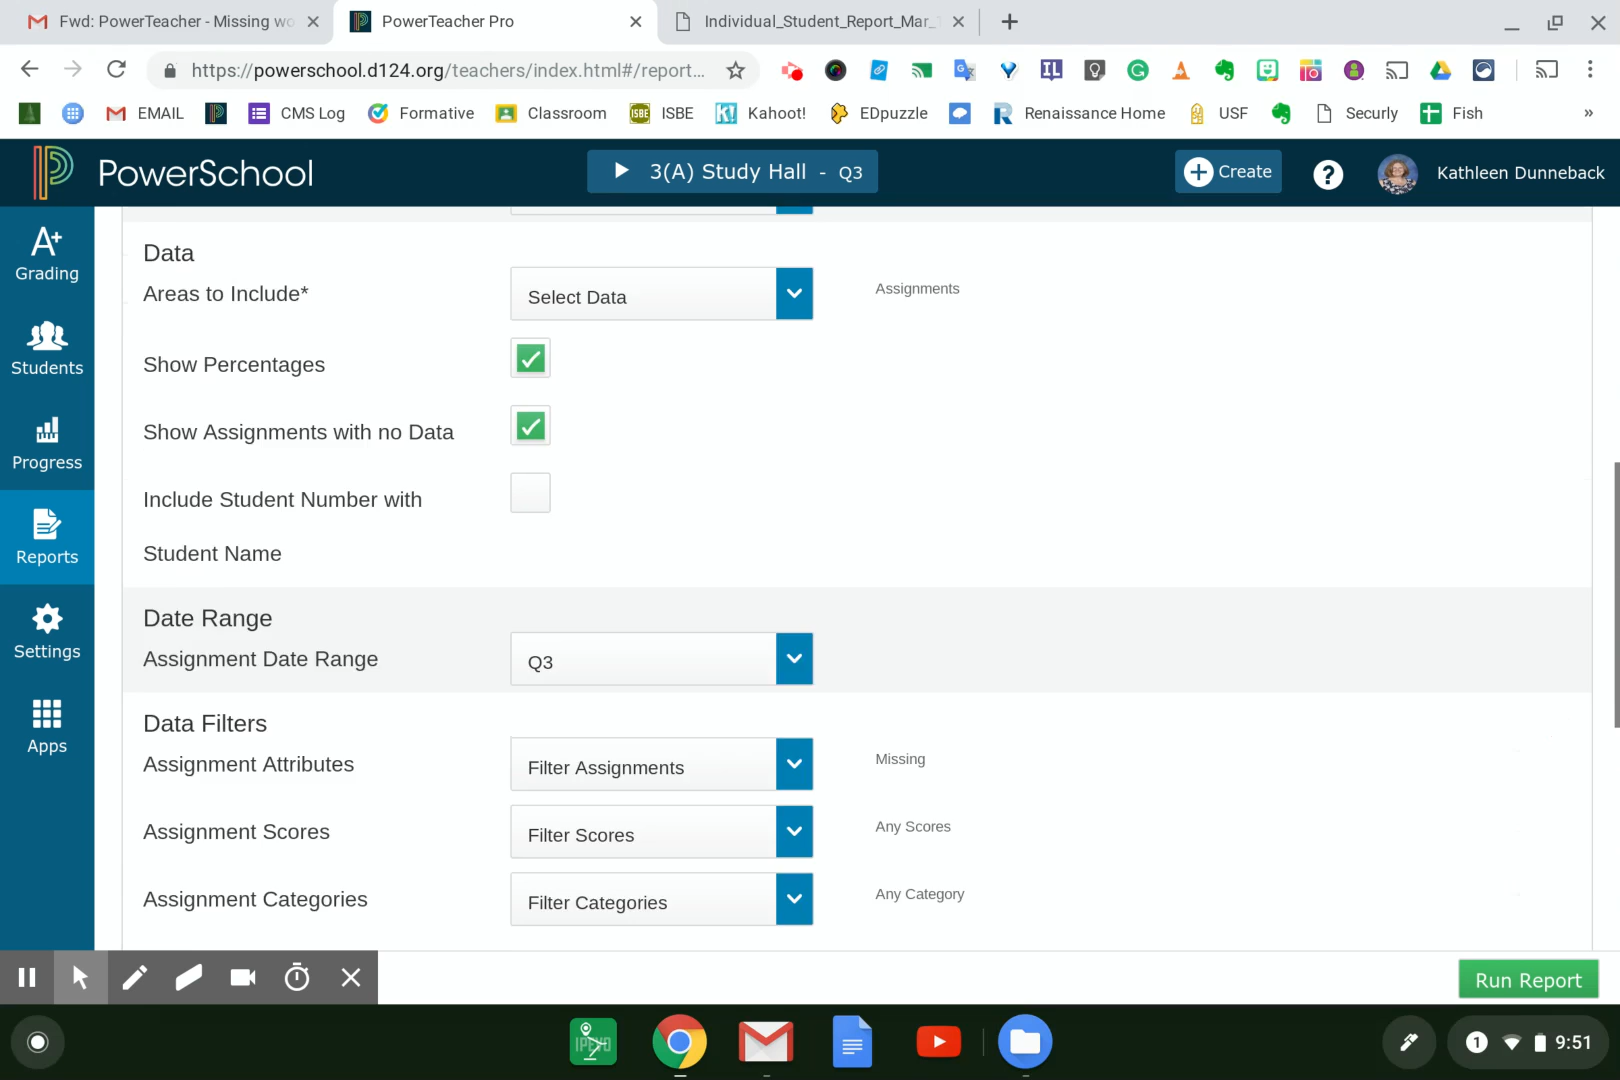 Fwd: PowerTeacher - Missing wo
PowerTeacher Pro
Individual_Student_Report_Mar_
https://powerschool.d124.org/teachers/index.html#/report...
EMAIL
CMS Log
Formative
Classroom
ISBE
ISBE
K!
Kahoot!
EDpuzzle
Renaissance Home
USF
Securly
Fish
»
PowerSchool
3(A) Study Hall - Q3
Create
?
Kathleen Dunneback
A+
Grading
Students
Progress
Reports
Settings
Apps
Data
Areas to Include*
Select Data
Assignments
Show Percentages
Show Assignments with no Data
Include Student Number with
Student Name
Date Range
Assignment Date Range
Q3
Data Filters
Assignment Attributes
Filter Assignments
Missing
Assignment Scores
Filter Scores
Any Scores
Assignment Categories
Filter Categories
Any Category
Run Report
IPEVO
1
9:51